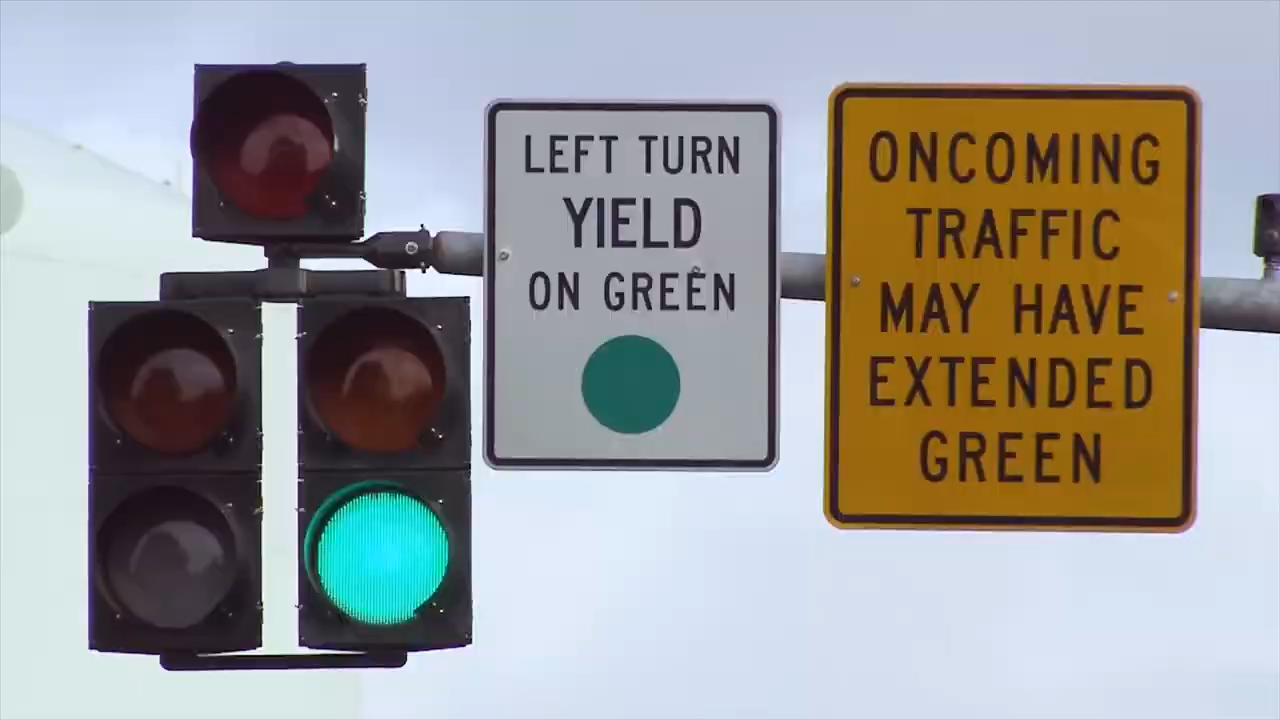 LEFT TURN
YIELD
ON GREEN
ONCOMING
TRAFFIC
MAY HAVE
EXTENDED
GREEN